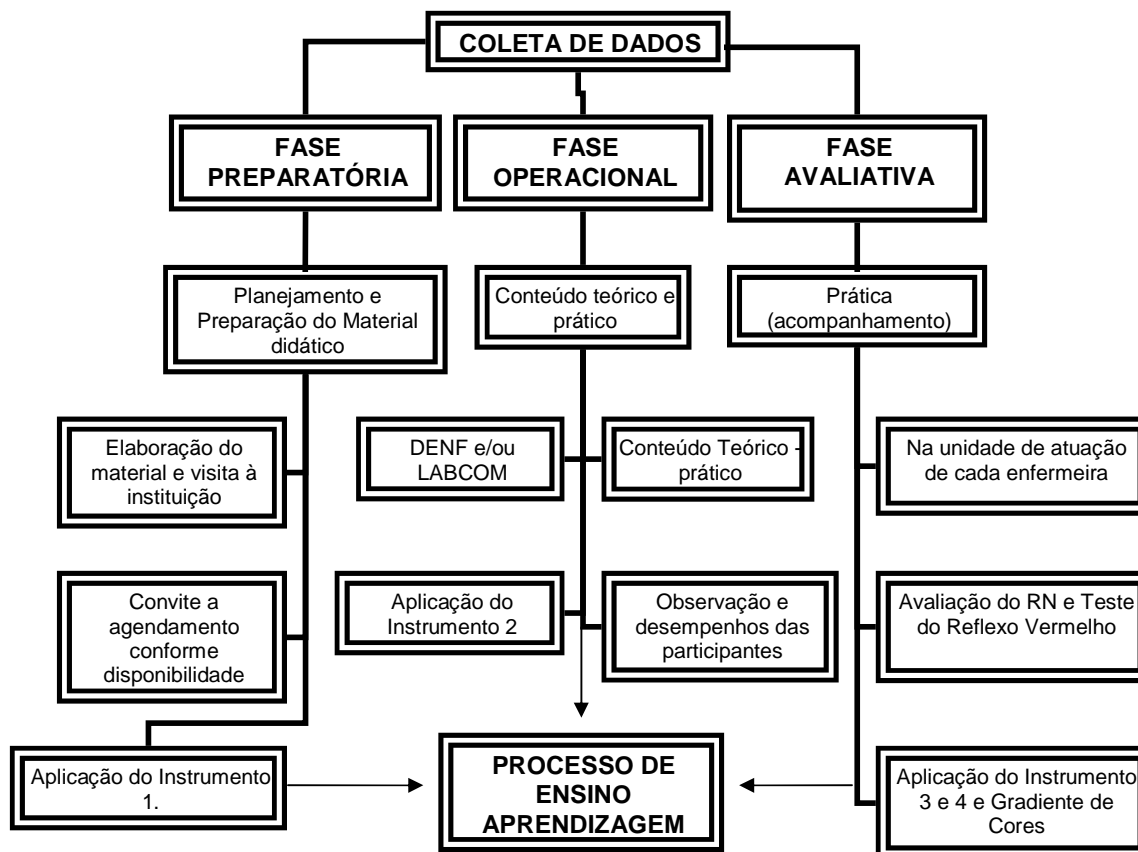 COLETA DE DADOS
FASE
PREPARATÓRIA
FASE
OPERACIONAL
FASE
AVALIATIVA
Planejamento e
Preparação do Material
didático
Conteúdo teórico e
prático
Prática
(acompanhamento)
Elaboração do
material e visita à
instituição
DENF e/ou
LABCOM
Conteúdo Teórico -
prático
Na unidade de atuação
de cada enfermeira
Convite a
agendamento
conforme
disponibilidade
Aplicação do
Instrumento 2
Observação e
desempenhos das
participantes
Avaliação do RN e Teste
do Reflexo Vermelho
Aplicação do Instrumento
1.
PROCESSO DE
ENSINO
APRENDIZAGEM
Aplicação do Instrumento
3 e 4 e Gradiente de
Cores